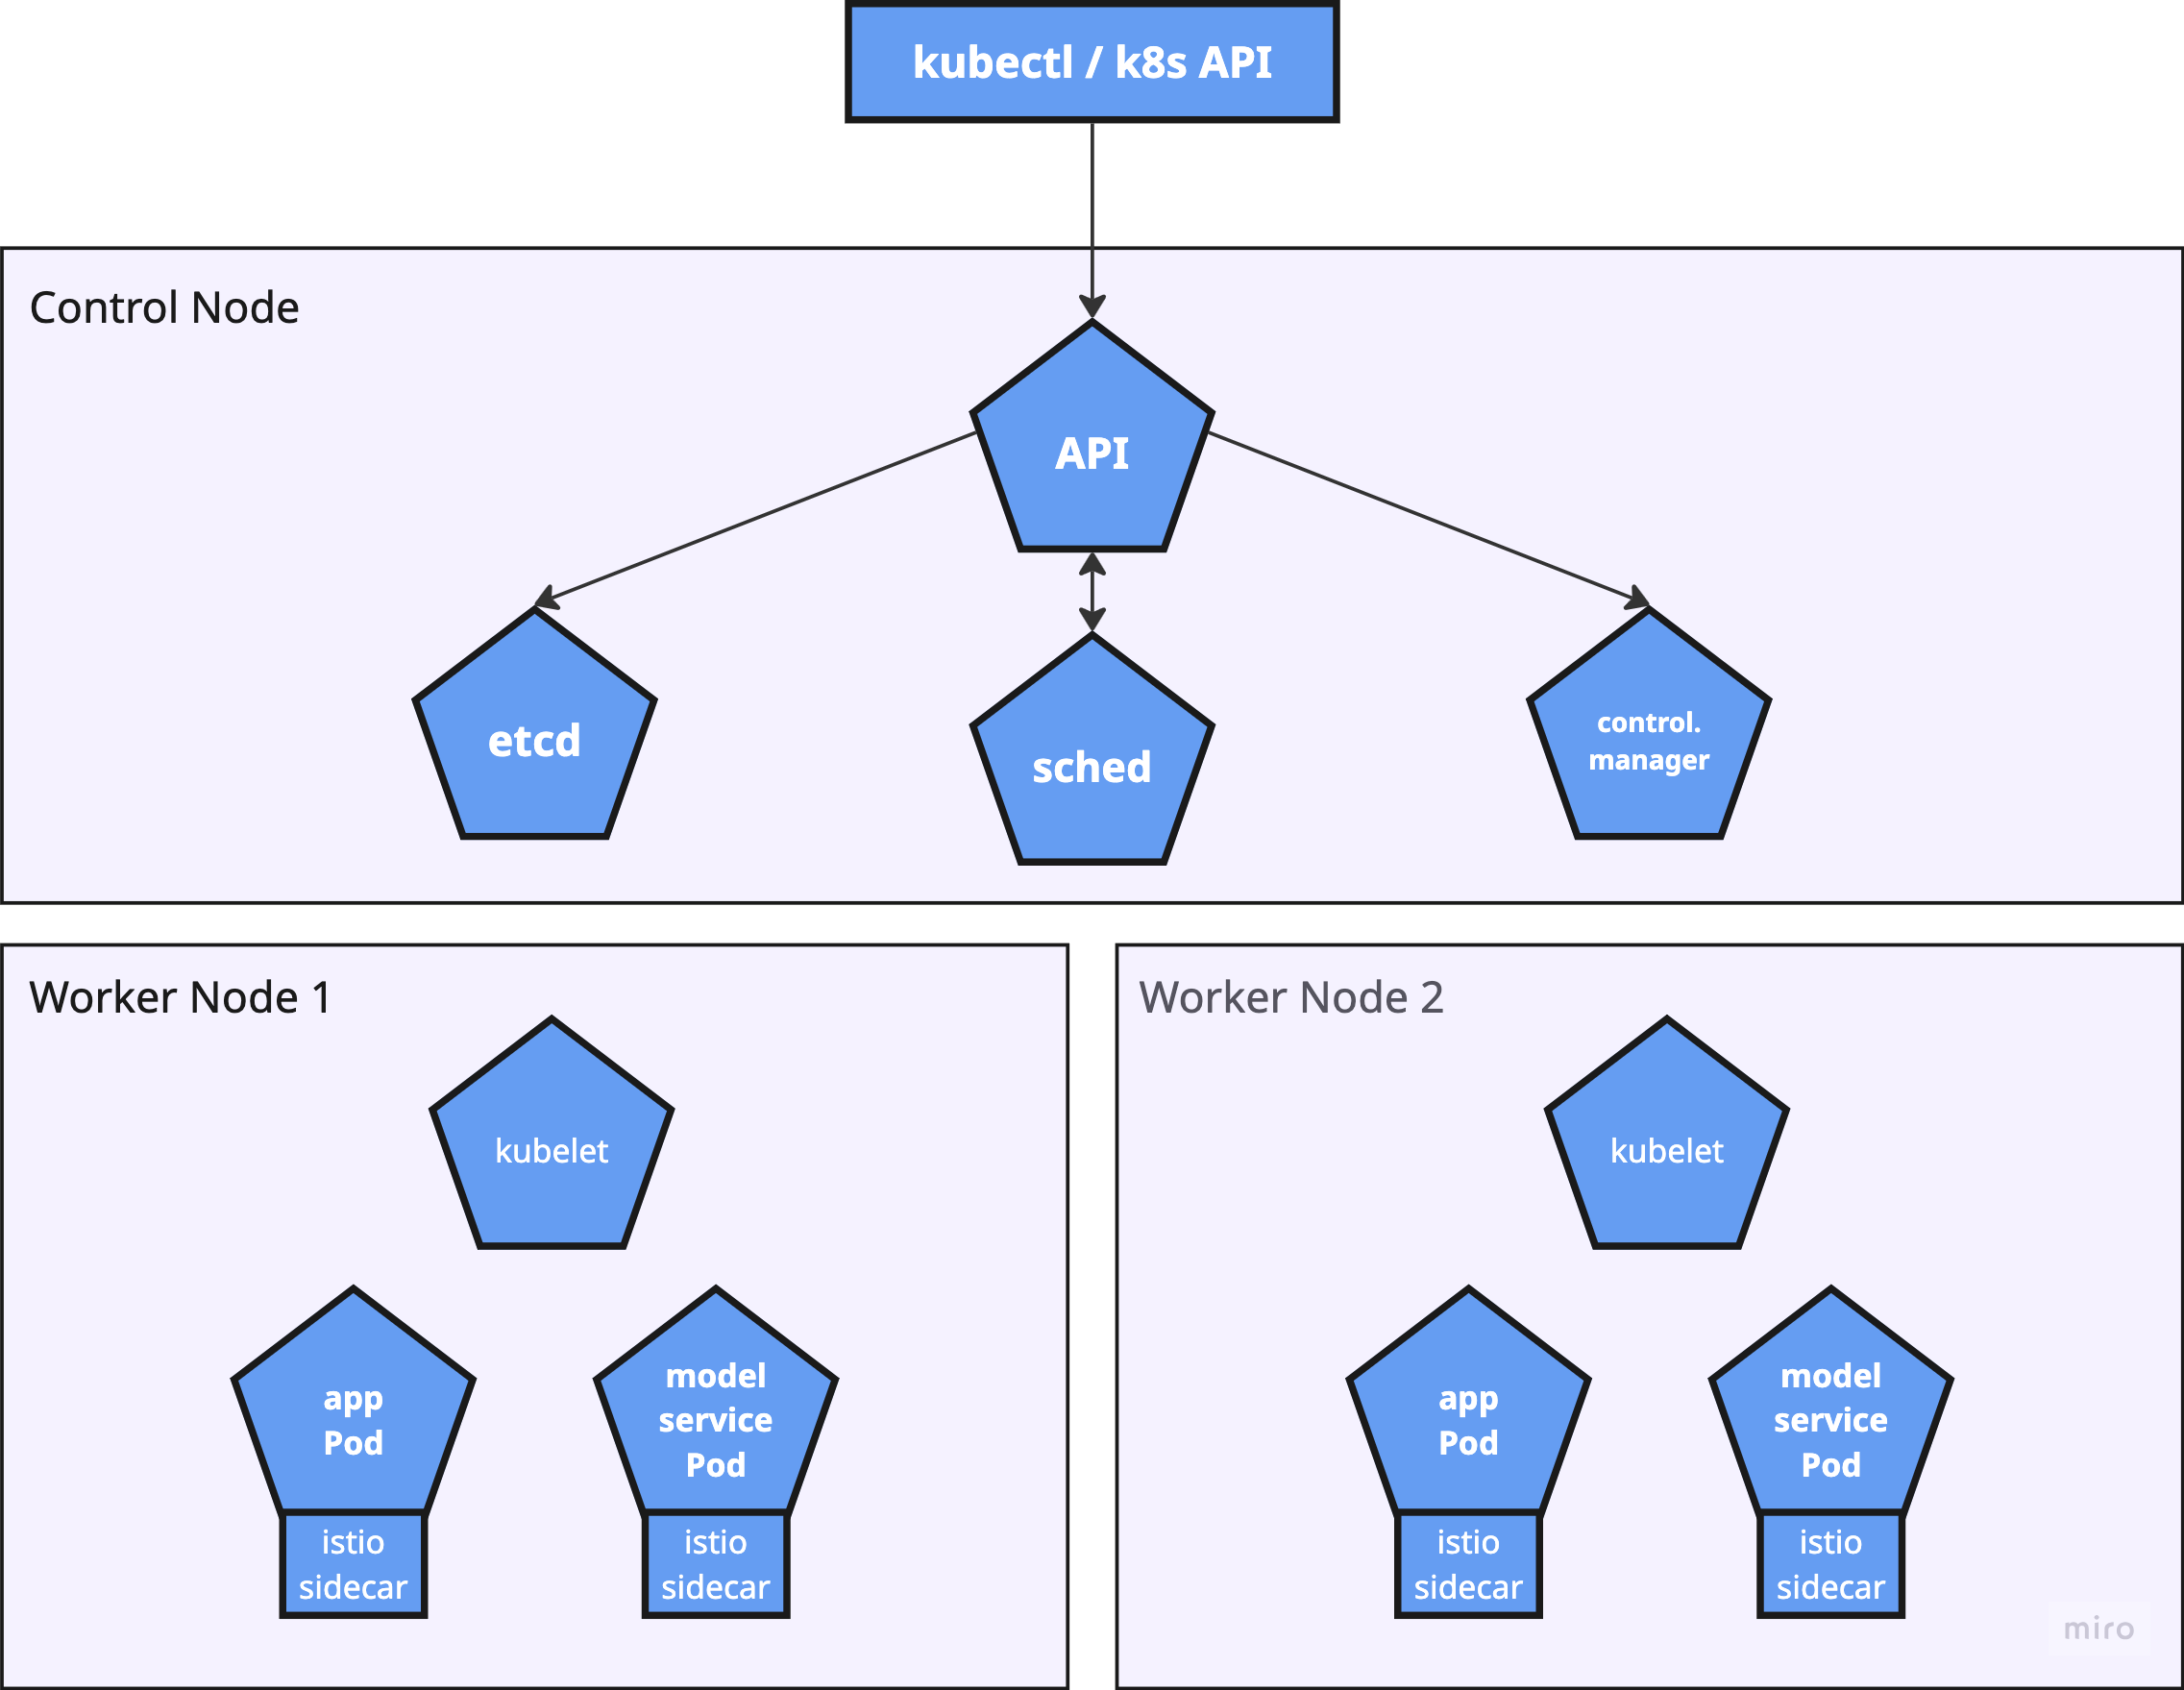 kubectl / k8s API
Control Node
API
etcd
sched
control.
manager
Worker Node 1
kubelet
app
Pod
model
service
Pod
istio
sidecar
istio
sidecar
Worker Node 2
kubelet
app
Pod
model
service
Pod
istio
sidecar
istio
sidecar
miro